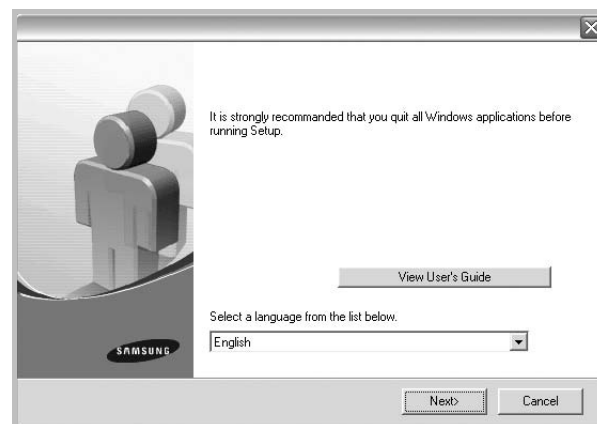 It is strongly recommanded that you quit all Windows applications before
running Setup.
View User's Guide
Select a language from the list below.
English
SAMSUNG
Next>
Cancel